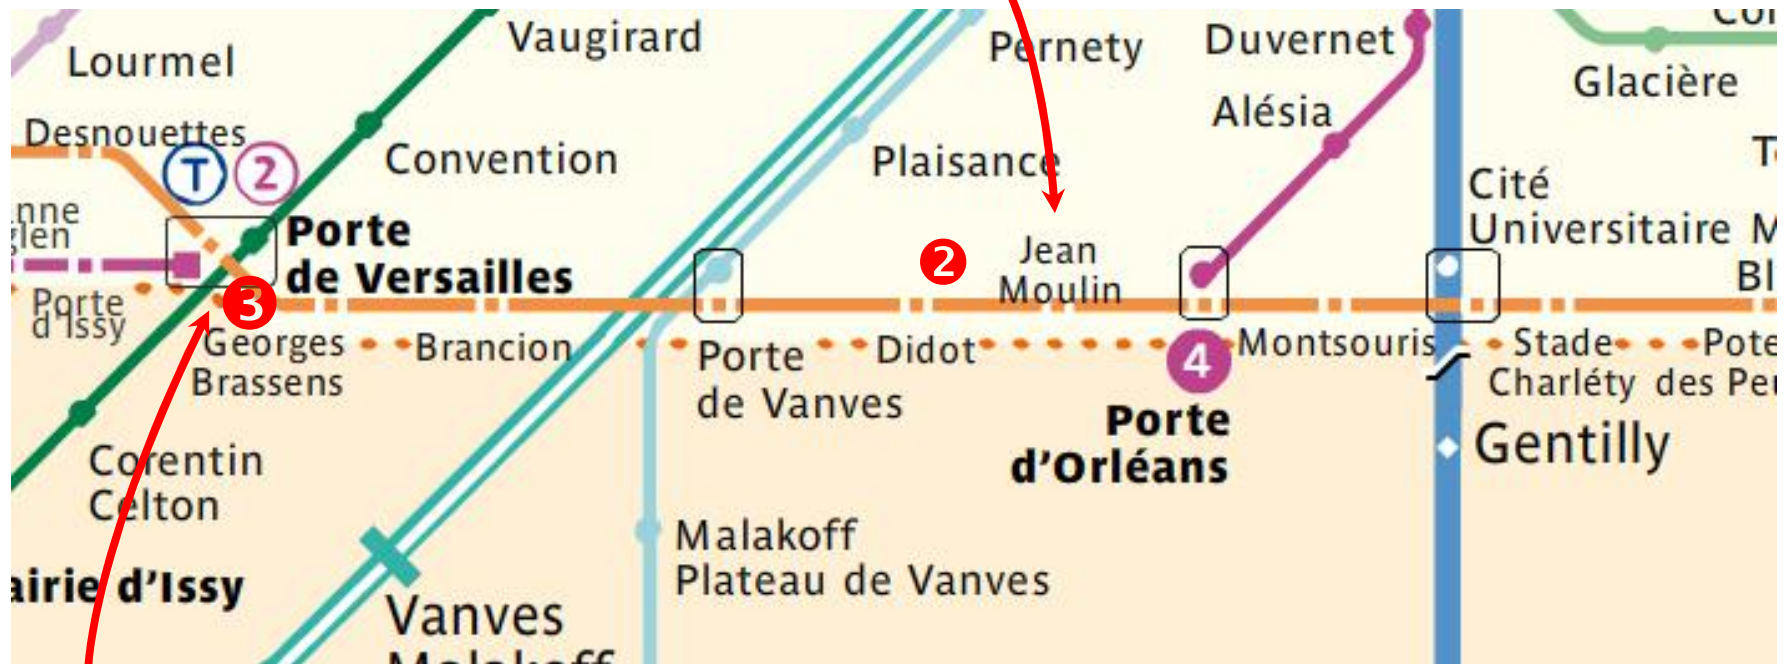 Lourmel
Vaugirard
Pernety
Duvernet
Glacière
Desnouettes
T 2
Convention
Plaisance
Alésia
Cité
Universitaire
Porte
de Versailles
2
Jean
Moulin
Porte
d'Issy
3
Georges
Brassens
Brancion
Porte
de Vanves
Didot
4
Porte
d'Orléans
Montsouris
Stade
Charléty
Gentilly
Corentin
Celton
airie d'Issy
Malakoff
Plateau de Vanves
Vanves
Malakoff